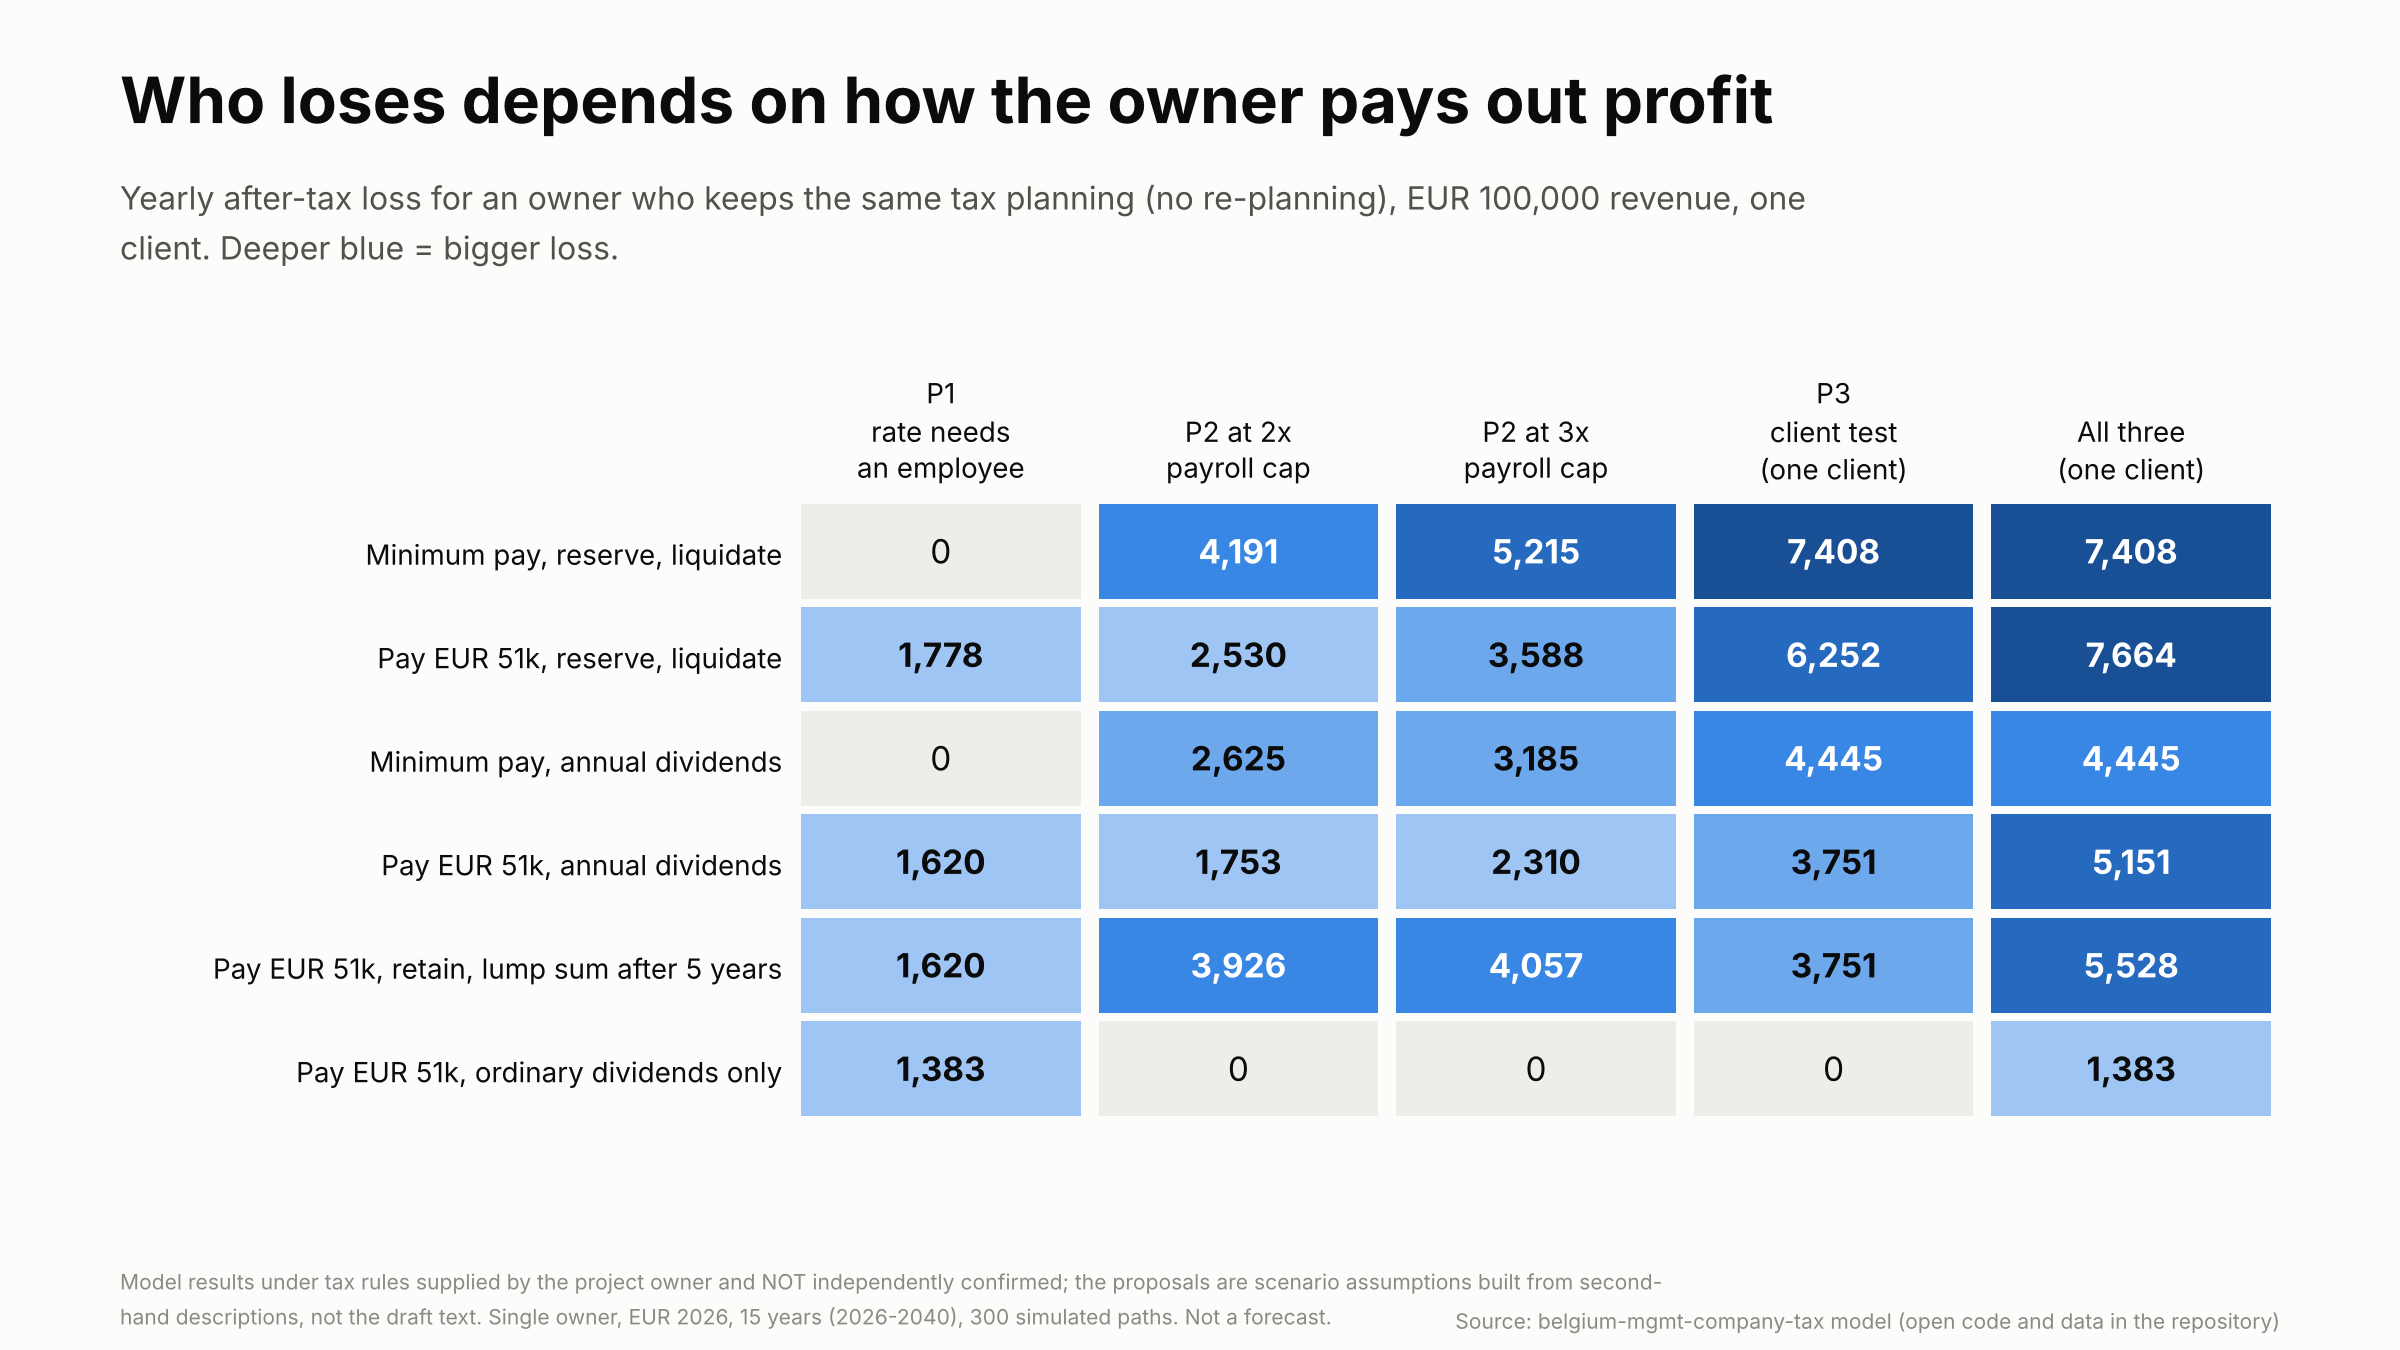 Who loses depends on how the owner pays out profit
Yearly after-tax loss for an owner who keeps the same tax planning (no re-planning), EUR 100,000 revenue, one
client. Deeper blue = bigger loss.
P1
rate needs
an employee
P2 at 2x
payroll cap
P2 at 3x
payroll cap
P3
client test
(one client)
All three
(one client)
Minimum pay, reserve, liquidate 0 4,191 5,215 7,408 7,408
Pay EUR 51k, reserve, liquidate 1,778 2,530 3,588 6,252 7,664
Minimum pay, annual dividends 0 2,625 3,185 4,445 4,445
Pay EUR 51k, annual dividends 1,620 1,753 2,310 3,751 5,151
Pay EUR 51k, retain, lump sum after 5 years 1,620 3,926 4,057 3,751 5,528
Pay EUR 51k, ordinary dividends only 1,383 0 0 0 1,383
Model results under tax rules supplied by the project owner and NOT independently confirmed; the proposals are scenario assumptions built from second-
hand descriptions, not the draft text. Single owner, EUR 2026, 15 years (2026-2040), 300 simulated paths. Not a forecast.
Source: belgium-mgmt-company-tax model (open code and data in the repository)